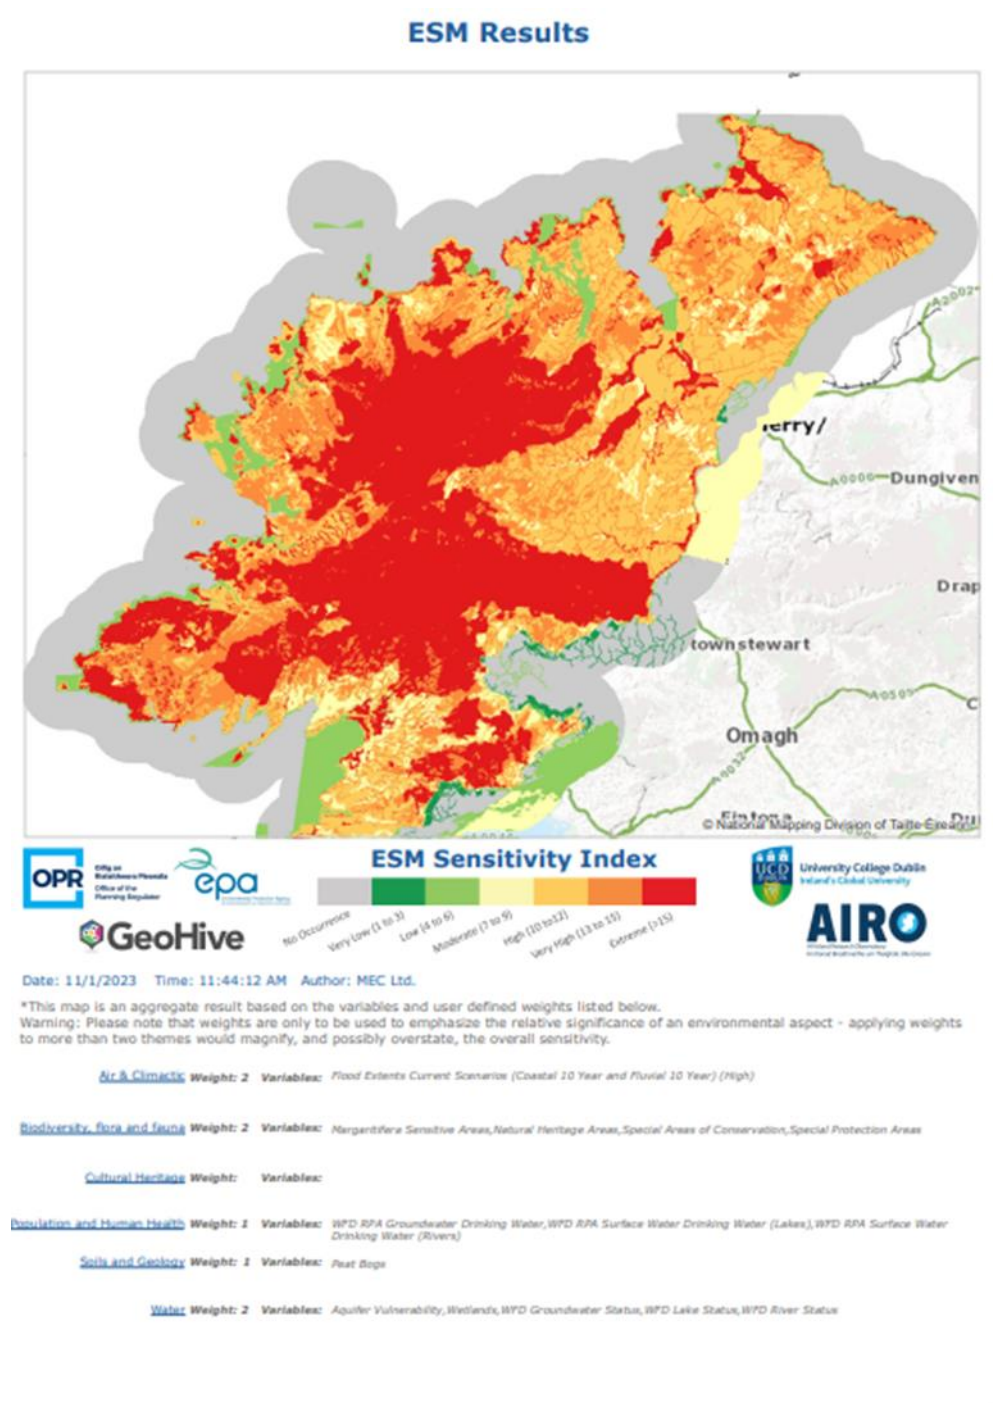 ESM Results
A2002
erry/
Dungiven
Drap
townstewart
A0505
C
Omagh
A0032
Fintona
Du
© National Mapping Division of Tailte Éireann
OPR
Office of the
Planning Regulator
epa
GeoHive
ESM Sensitivity Index
No Occurrence
Very Low (1 to 3)
Low (4 to 6)
Moderate (7 to 9)
High (10 to12)
Very High (13 to 15)
Extreme (>15)
UCD
DUBLIN
University College Dublin
Ireland's Global University
AIRO
Date: 11/1/2023 Time: 11:44:12 AM Author: MEC Ltd.
*This map is an aggregate result based on the variables and user defined weights listed below.
Warning: Please note that weights are only to be used to emphasize the relative significance of an environmental aspect - applying weights
to more than two themes would magnify, and possibly overstate, the overall sensitivity.
Air & Climactic Weight: 2 Variables: Flood Extents Current Scenarios (Coastal 10 Year and Fluvial 10 Year) (High)
Biodiversity, flora and fauna Weight: 2 Variables: Margaritifera Sensitive Areas,Natural Heritage Areas,Special Areas of Conservation,Special Protection Areas
Cultural Heritage Weight: Variables:
Population and Human Health Weight: 1 Variables: WFD RPA Groundwater Drinking Water,WFD RPA Surface Water Drinking Water (Lakes),WFD RPA Surface Water
Drinking Water (Rivers)
Soils and Geology Weight: 1 Variables: Peat Bogs
Water Weight: 2 Variables: Aquifer Vulnerability,Wetlands,WFD Groundwater Status,WFD Lake Status,WFD River Status